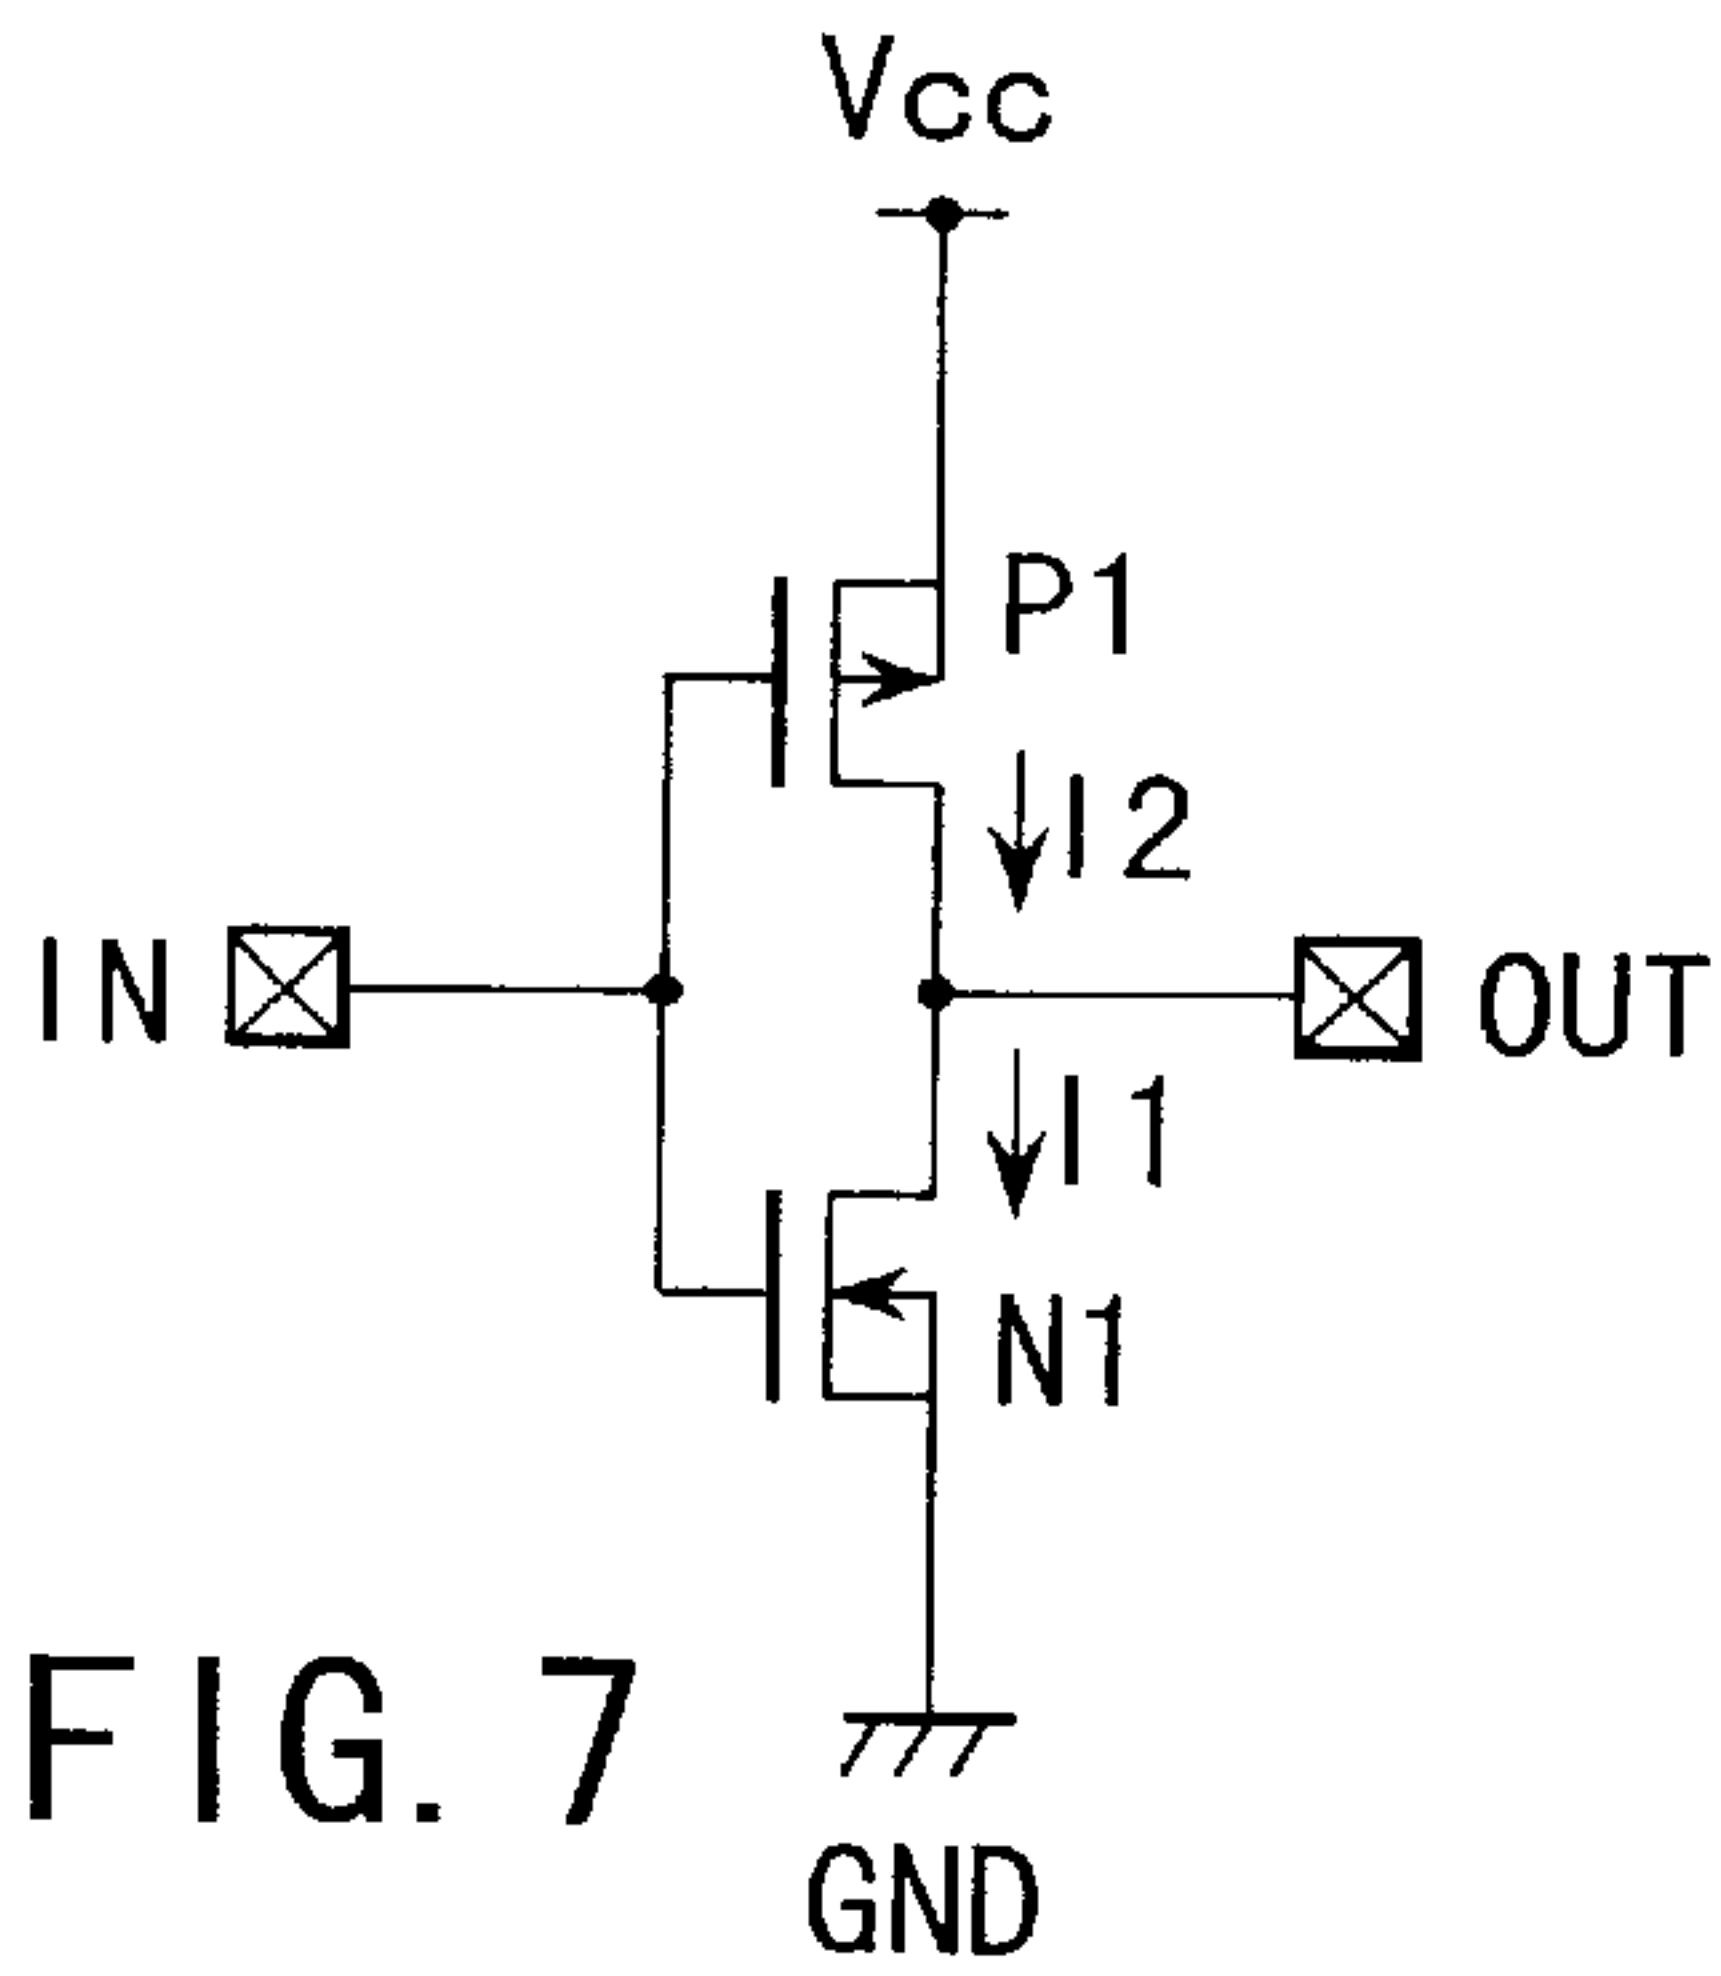 Vcc
P1
I2
IN
OUT
I1
N1
FIG. 7
GND